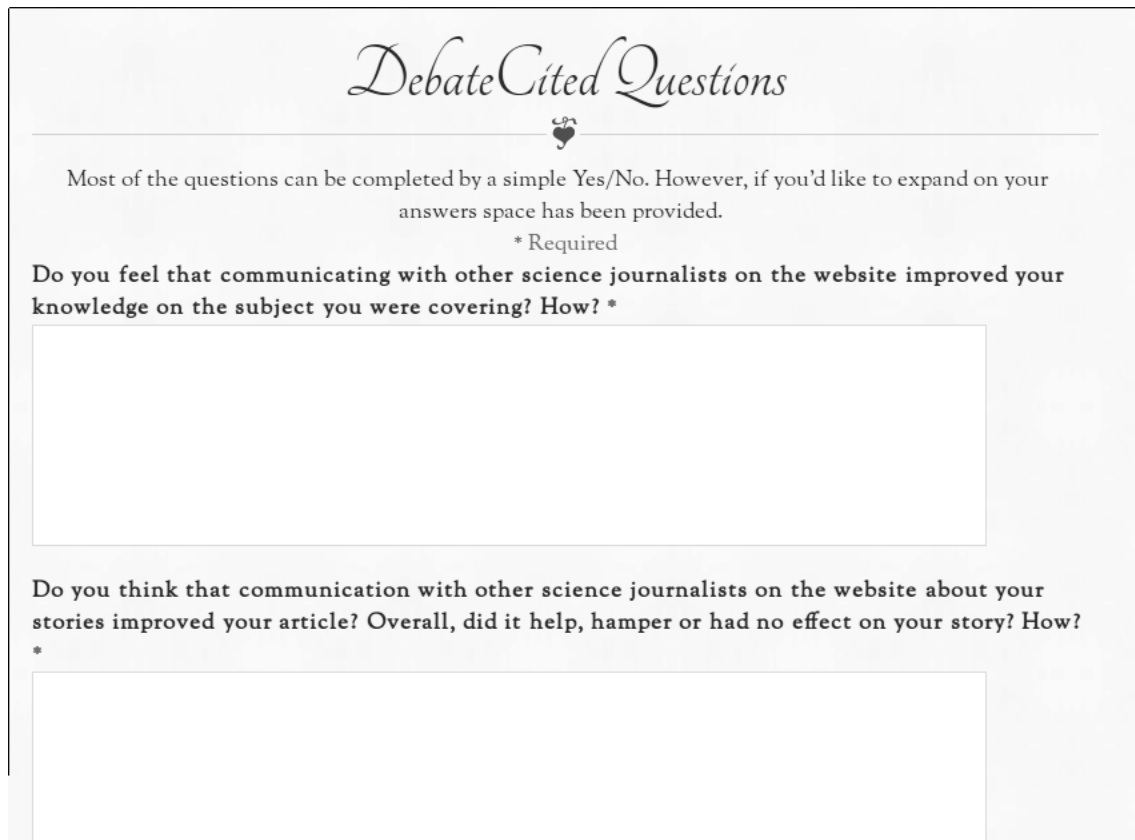 DebateCited Questions
Most of the questions can be completed by a simple Yes/No. However, if you'd like to expand on your
answers space has been provided.
* Required
Do you feel that communicating with other science journalists on the website improved your
knowledge on the subject you were covering? How? *
Do you think that communication with other science journalists on the website about your
stories improved your article? Overall, did it help, hamper or had no effect on your story? How?
*